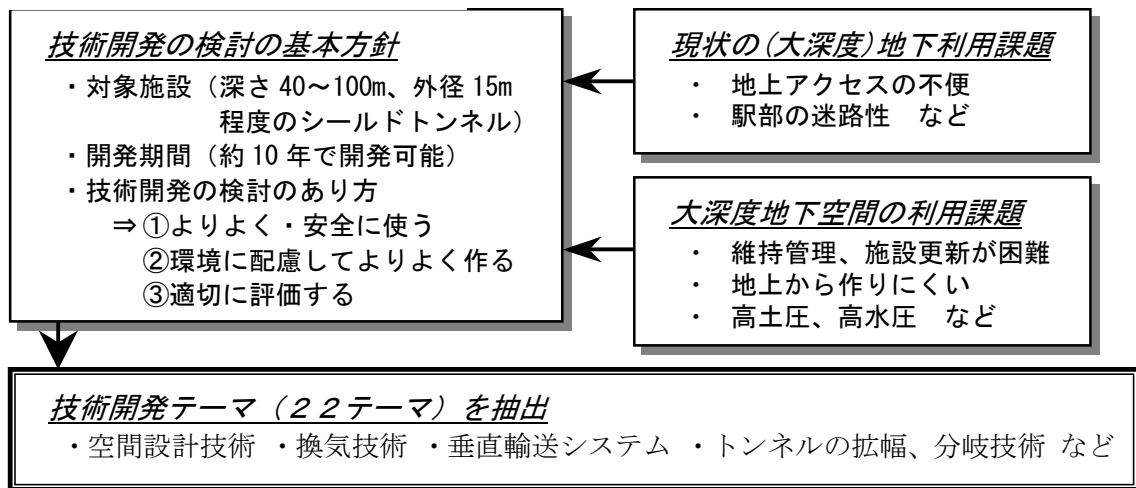 技術開発の検討の基本方針
・対象施設（深さ 40～100m、外径 15m
程度のシールドトンネル）
・開発期間（約 10 年で開発可能）
・技術開発の検討のあり方
⇒ ①よりよく・安全に使う
②環境に配慮してよりよく作る
③適切に評価する
現状の(大深度)地下利用課題
・ 地上アクセスの不便
・ 駅部の迷路性　など
大深度地下空間の利用課題
・ 維持管理、施設更新が困難
・ 地上から作りにくい
・ 高土圧、高水圧　など
技術開発テーマ（２２テーマ）を抽出
・空間設計技術 ・換気技術 ・垂直輸送システム ・トンネルの拡幅、分岐技術 など